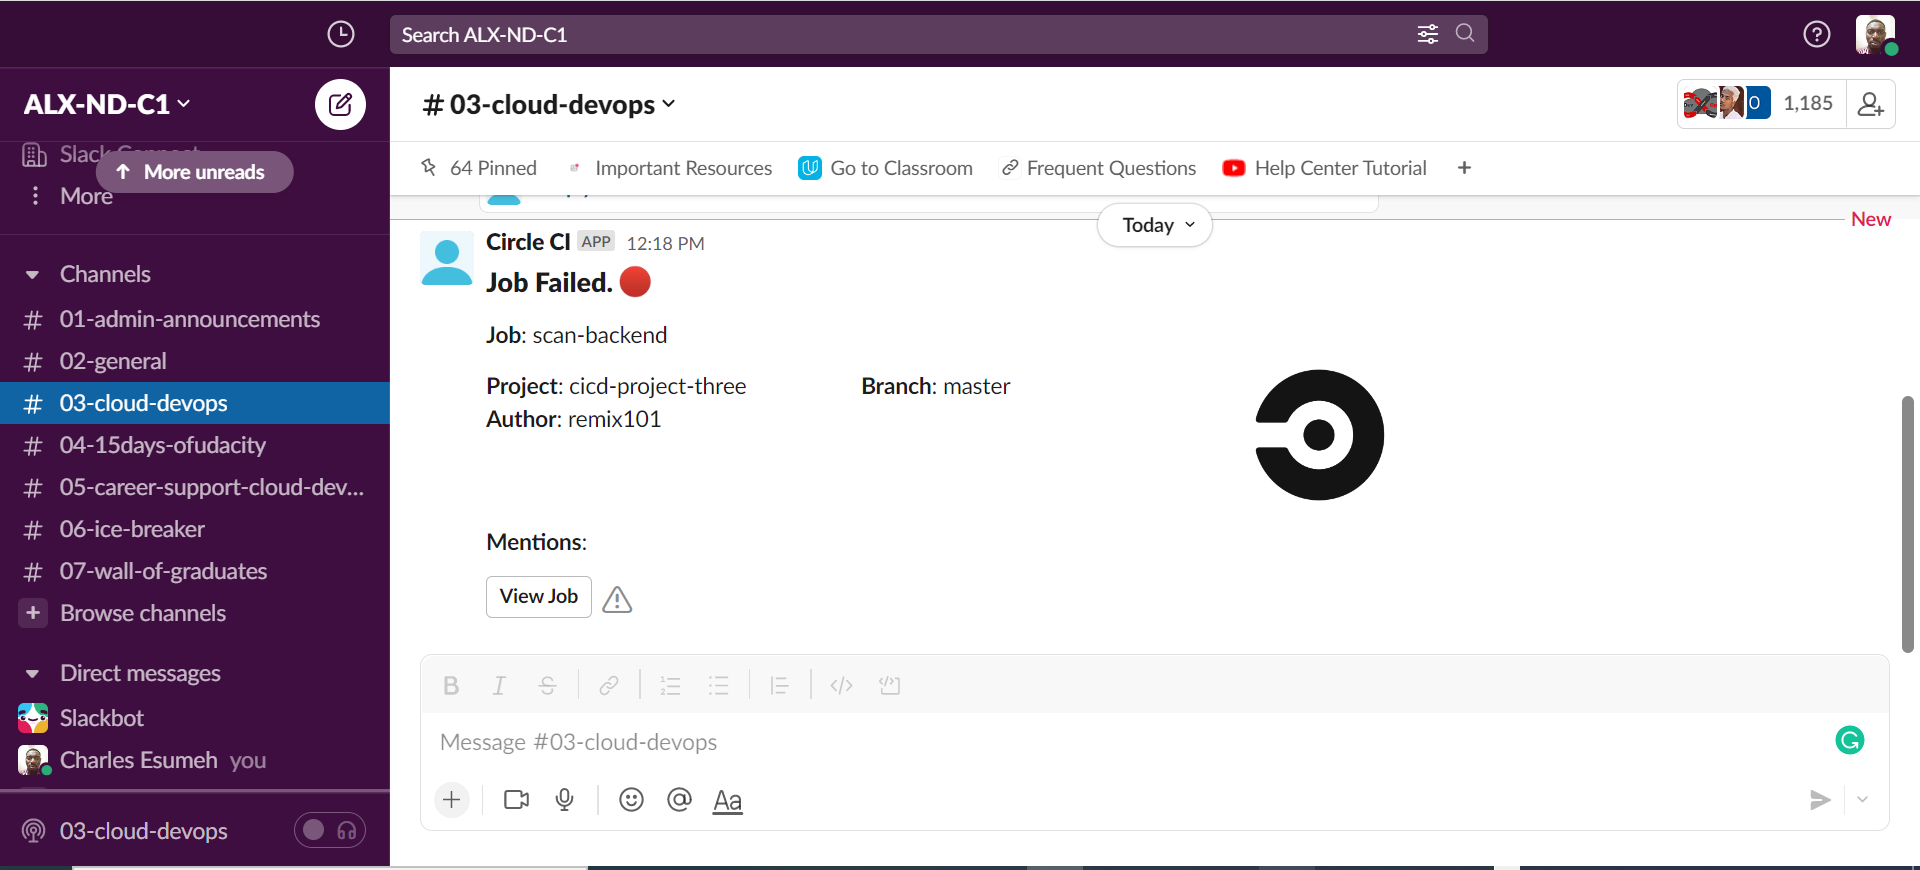 Search ALX-ND-C1
ALX-ND-C1
Slack Connect
More unreads
More
Channels
# 01-admin-announcements
# 02-general
# 03-cloud-devops
# 04-15days-ofudacity
# 05-career-support-cloud-dev...
# 06-ice-breaker
# 07-wall-of-graduates
+ Browse channels
Direct messages
Slackbot
Charles Esumeh you
03-cloud-devops
# 03-cloud-devops
1,185
64 Pinned Important Resources Go to Classroom Frequent Questions Help Center Tutorial +
Today
New
Circle CI APP 12:18 PM
Job Failed.
Job: scan-backend
Project: cicd-project-three Branch: master
Author: remix101
Mentions:
View Job
Message #03-cloud-devops
Aa